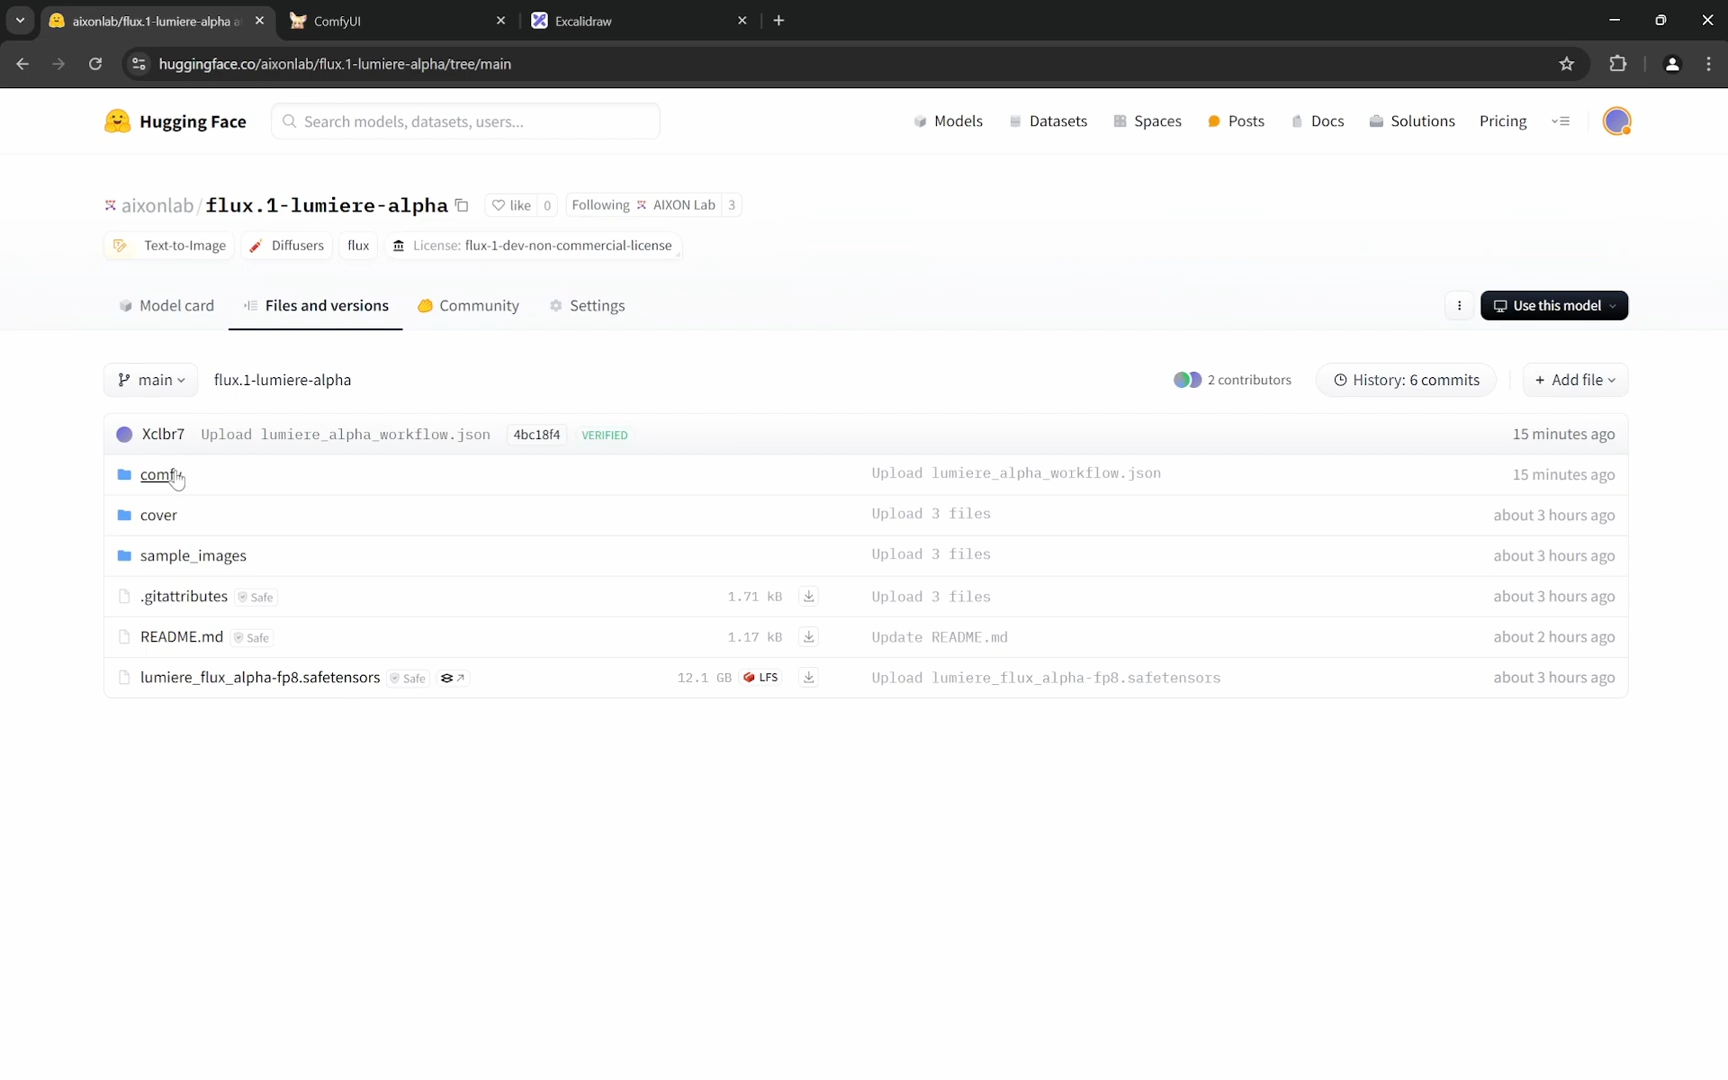 aixonlab/flux.1-lumiere-alpha a
ComfyUI
Excalidraw
huggingface.co/aixonlab/flux.1-lumiere-alpha/tree/main
Hugging Face
Search models, datasets, users...
Models
Datasets
Spaces
Posts
Docs
Solutions
Pricing
aixonlab/flux.1-lumiere-alpha
like 0
Following AIXON Lab 3
Text-to-Image
Diffusers
flux
License: flux-1-dev-non-commercial-license
Model card
Files and versions
Community
Settings
Use this model
main
flux.1-lumiere-alpha
2 contributors
History: 6 commits
+ Add file
Xclbr7 Upload lumiere_alpha_workflow.json 4bc18f4 VERIFIED 15 minutes ago
Upload lumiere_alpha_workflow.json 15 minutes ago
cover Upload 3 files about 3 hours ago
sample_images Upload 3 files about 3 hours ago
.gitattributes Safe 1.71 kB Upload 3 files about 3 hours ago
README.md Safe 1.17 kB Update README.md about 2 hours ago
lumiere_flux_alpha-fp8.safetensors Safe 12.1 GB LFS Upload lumiere_flux_alpha-fp8.safetensors about 3 hours ago